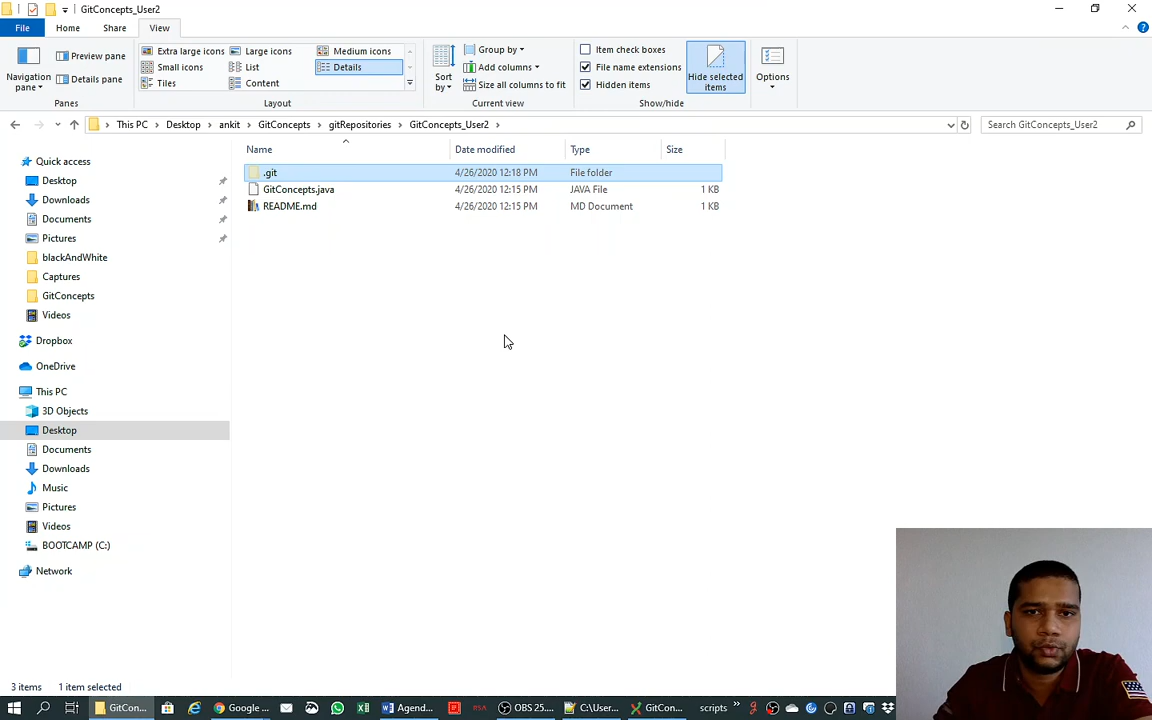 GitConcepts_User2
File Home Share View
Navigation pane
Preview pane
Details pane
Panes
Extra large icons Large icons Medium icons
Small icons List Details
Tiles Content
Layout
Sort by
Group by
Add columns
Size all columns to fit
Current view
Item check boxes
File name extensions
Hidden items
Hide selected items
Show/hide
Options
This PC Desktop ankit GitConcepts gitRepositories GitConcepts_User2
Search GitConcepts_User2
Name Date modified Type Size
.git 4/26/2020 12:18 PM File folder
GitConcepts.java 4/26/2020 12:15 PM JAVA File 1 KB
README.md 4/26/2020 12:15 PM MD Document 1 KB
Quick access
Desktop
Downloads
Documents
Pictures
blackAndWhite
Captures
GitConcepts
Videos
Dropbox
OneDrive
This PC
3D Objects
Desktop
Documents
Downloads
Music
Pictures
Videos
BOOTCAMP (C:)
Network
3 items 1 item selected
GitCon... Google ... Agend... OBS 25.... C:\User... GitCon... scripts